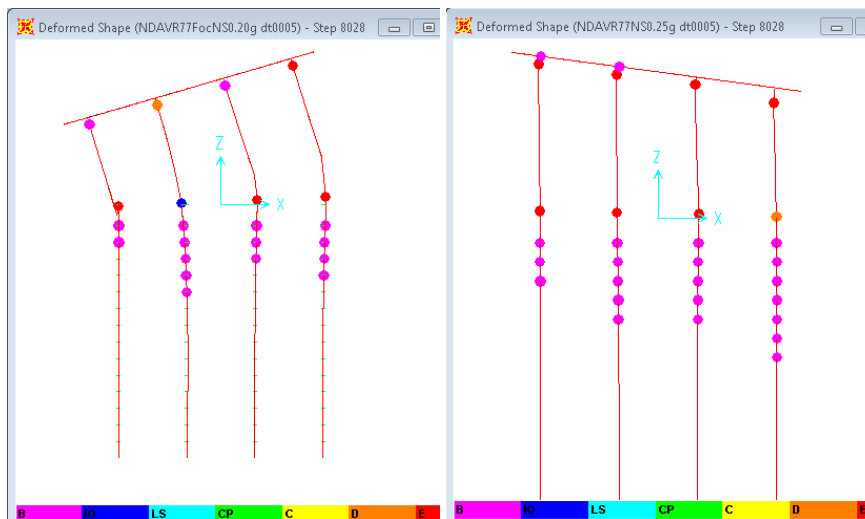 Deformed Shape (NDAVR77FocNS0.20g dt0005) - Step 8028
Z
X
B IO LS CP C D E
Deformed Shape (NDAVR77NS0.25g dt0005) - Step 8028
Z
X
B IO LS CP C D